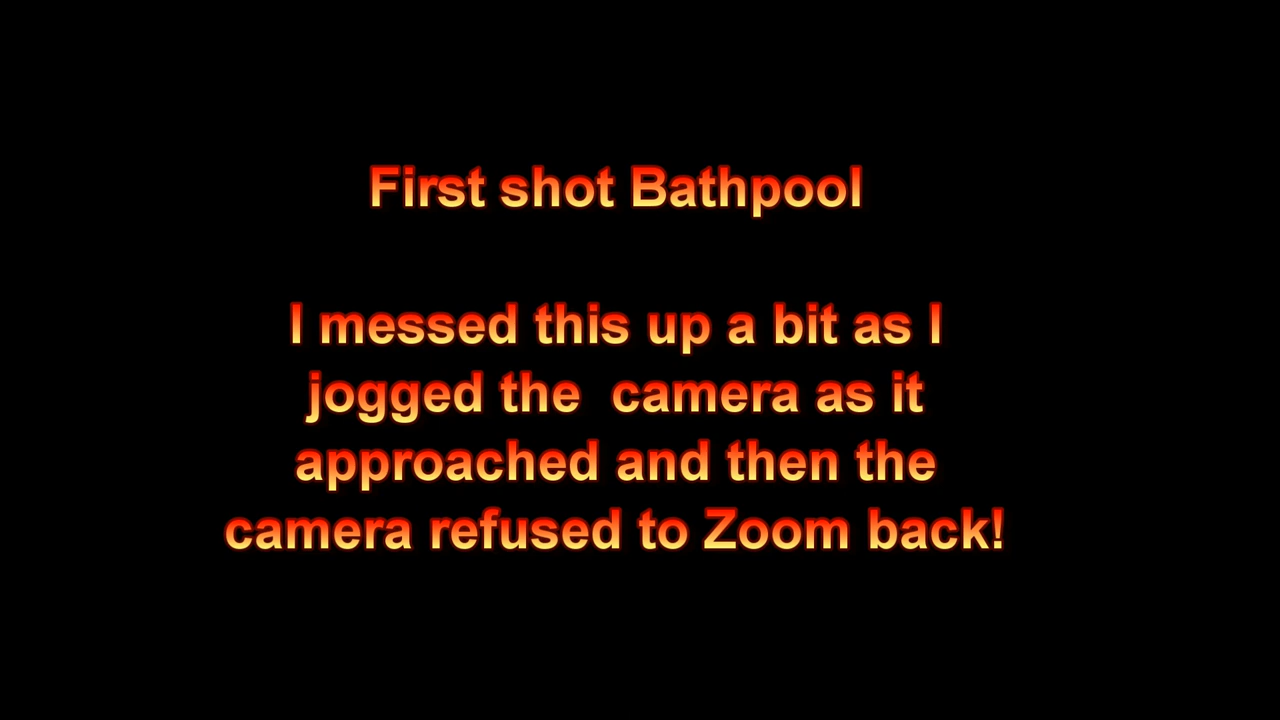 First shot Bathpool
I messed this up a bit as I
jogged the  camera as it
approached and then the
camera refused to Zoom back!